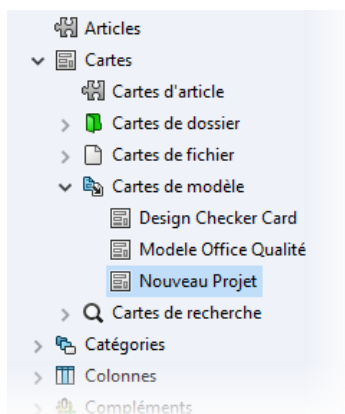 Articles
Cartes
Cartes d'article
Cartes de dossier
Cartes de fichier
Cartes de modèle
Design Checker Card
Modele Office Qualité
Nouveau Projet
Cartes de recherche
Catégories
Colonnes
Compléments